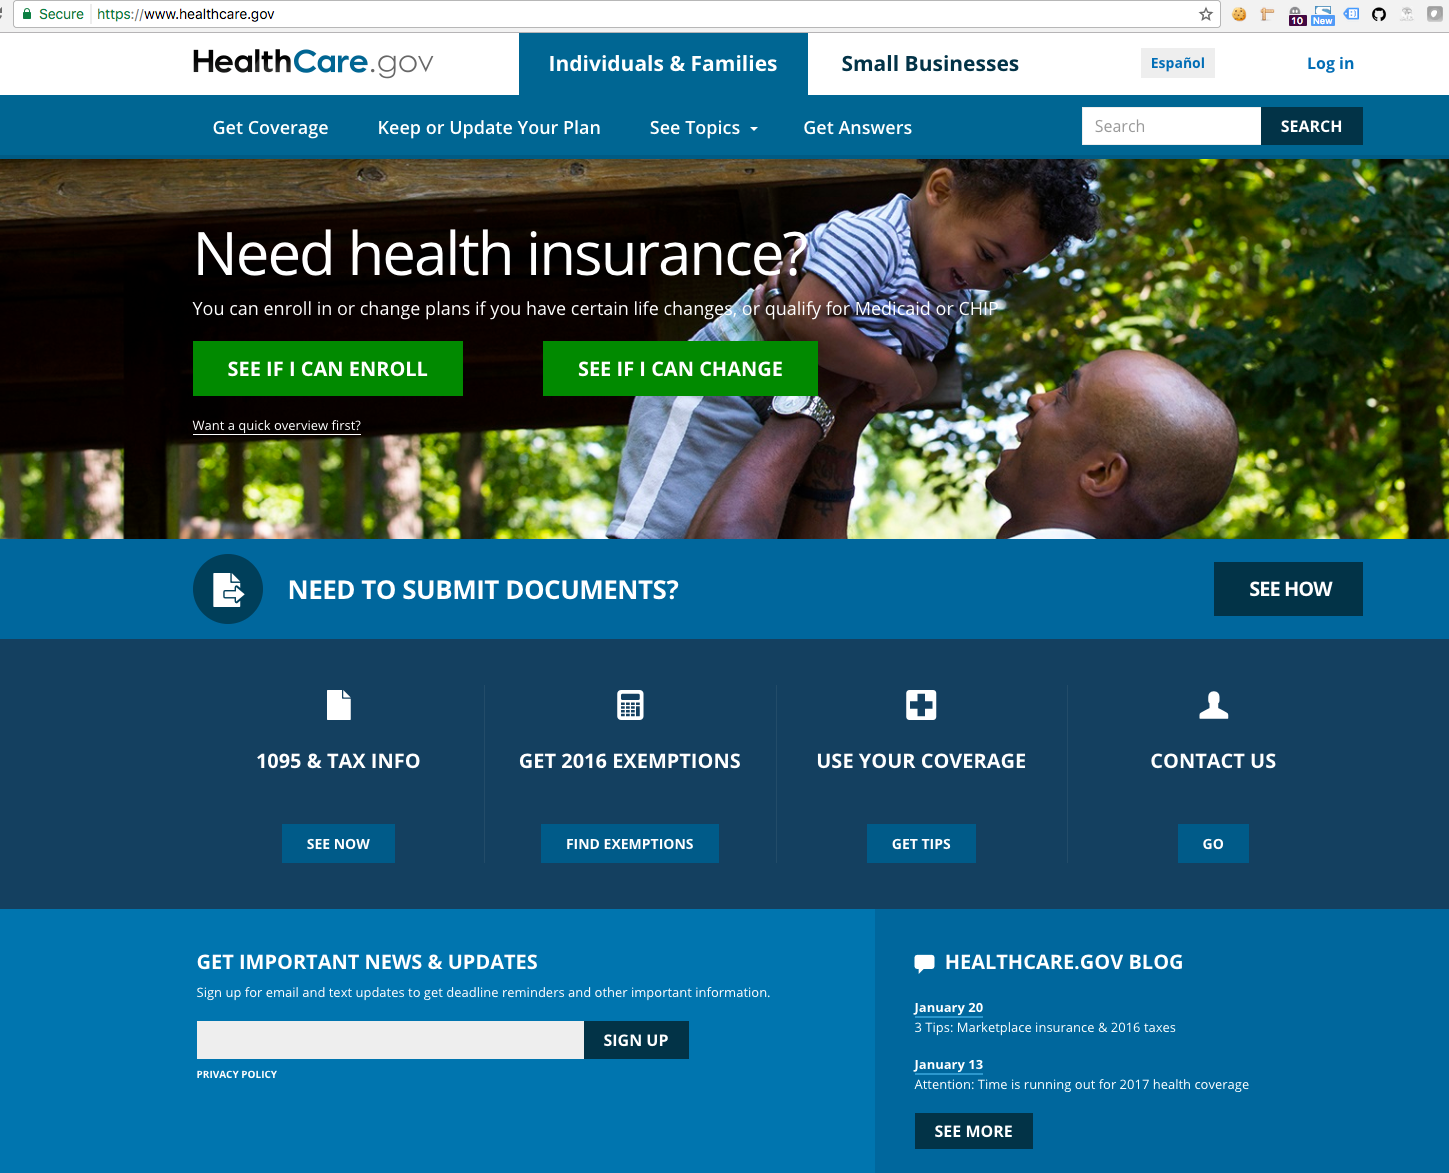 Secure https://www.healthcare.gov
10 New
HealthCare.gov Individuals & Families Small Businesses Español Log in
Get Coverage Keep or Update Your Plan See Topics Get Answers Search SEARCH
Need health insurance?
You can enroll in or change plans if you have certain life changes, or qualify for Medicaid or CHIP
SEE IF I CAN ENROLL SEE IF I CAN CHANGE
Want a quick overview first?
NEED TO SUBMIT DOCUMENTS? SEE HOW
1095 & TAX INFO GET 2016 EXEMPTIONS USE YOUR COVERAGE CONTACT US
SEE NOW FIND EXEMPTIONS GET TIPS GO
GET IMPORTANT NEWS & UPDATES
Sign up for email and text updates to get deadline reminders and other important information.
SIGN UP
PRIVACY POLICY
HEALTHCARE.GOV BLOG
January 20
3 Tips: Marketplace insurance & 2016 taxes
January 13
Attention: Time is running out for 2017 health coverage
SEE MORE